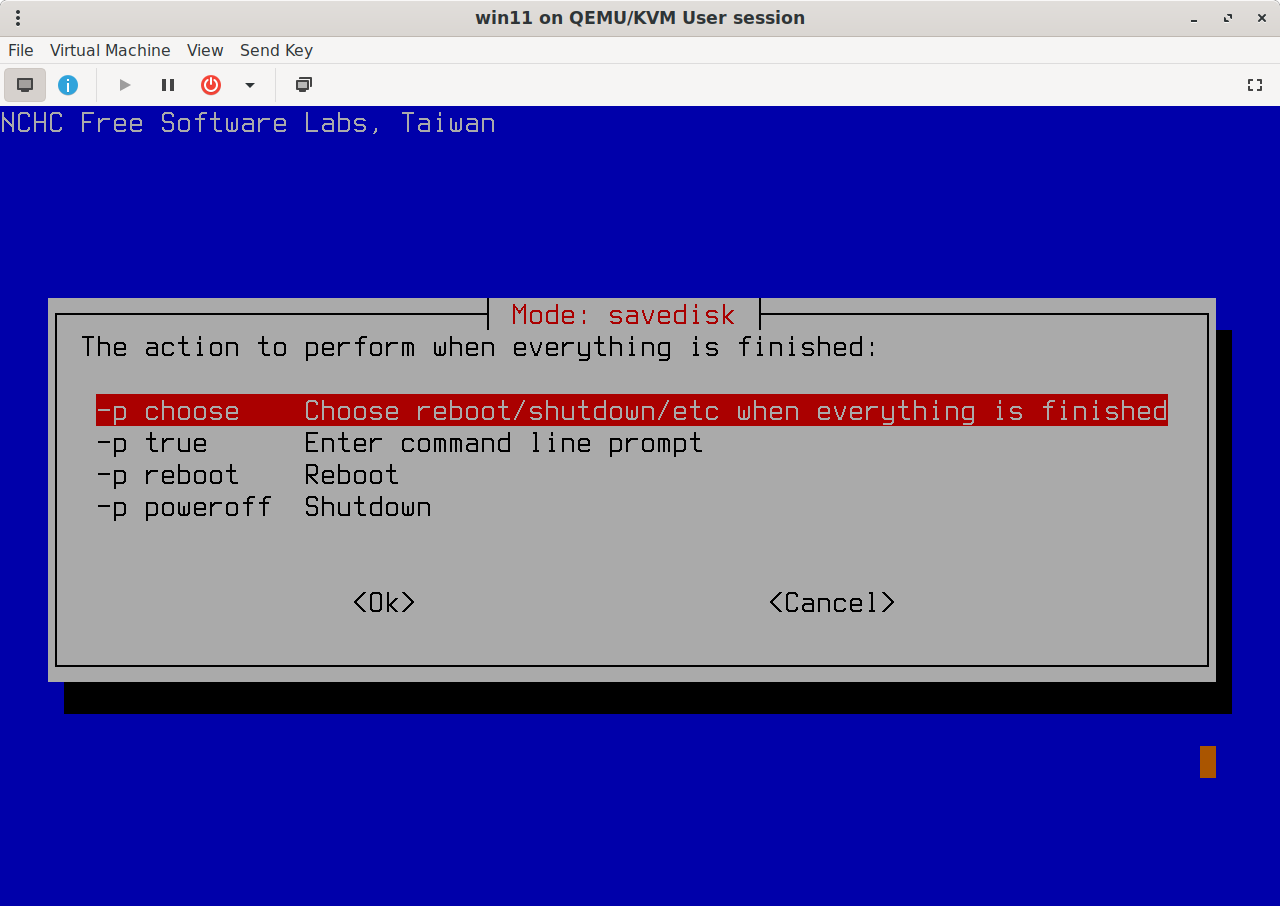 win11 on QEMU/KVM User session
File Virtual Machine View Send Key
NCHC Free Software Labs, Taiwan
Mode: savedisk
The action to perform when everything is finished:
-p choose Choose reboot/shutdown/etc when everything is finished
-p true Enter command line prompt
-p reboot Reboot
-p poweroff Shutdown
<Ok> <Cancel>